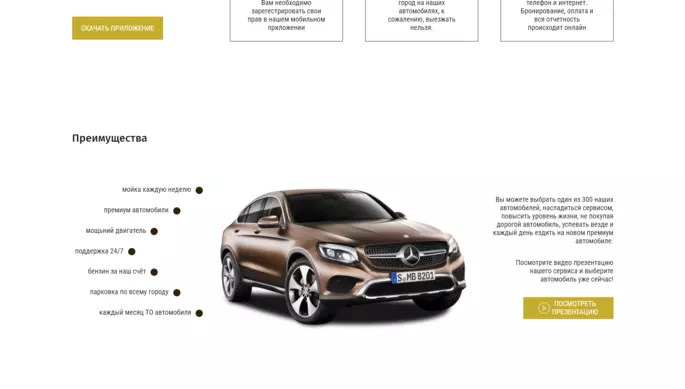 Вам необходимо
зарегестрировать свои
прав в нашем мобильном
приложении
город на наших
автомобилях, к
сожалению, выезжать
нельзя.
телефон и интернет.
Бронирование, оплата и
вся отчетность
происходит онлайн
СКАЧАТЬ ПРИЛОЖЕНИЕ
Преимущества
мойка каждую неделю
премиум автомобили
мощьний двигатель
поддержка 24/7
бензин за наш счёт
парковка по всему городу
каждый месяц ТО автомобиля
S MB 8201
Вы можете выбрать один из 300 наших
автомобилей, насладиться сервисом,
повысить уровень жизни, не покупая
дорогой автомобиль, успевать везде и
каждый день ездить на новом премиум
автомобиле.
Посмотрите видео презентацию
нашего сервиса и выберите
автомобиль уже сейчас!
ПОСМОТРЕТЬ
ПРЕЗЕНТАЦИЮ